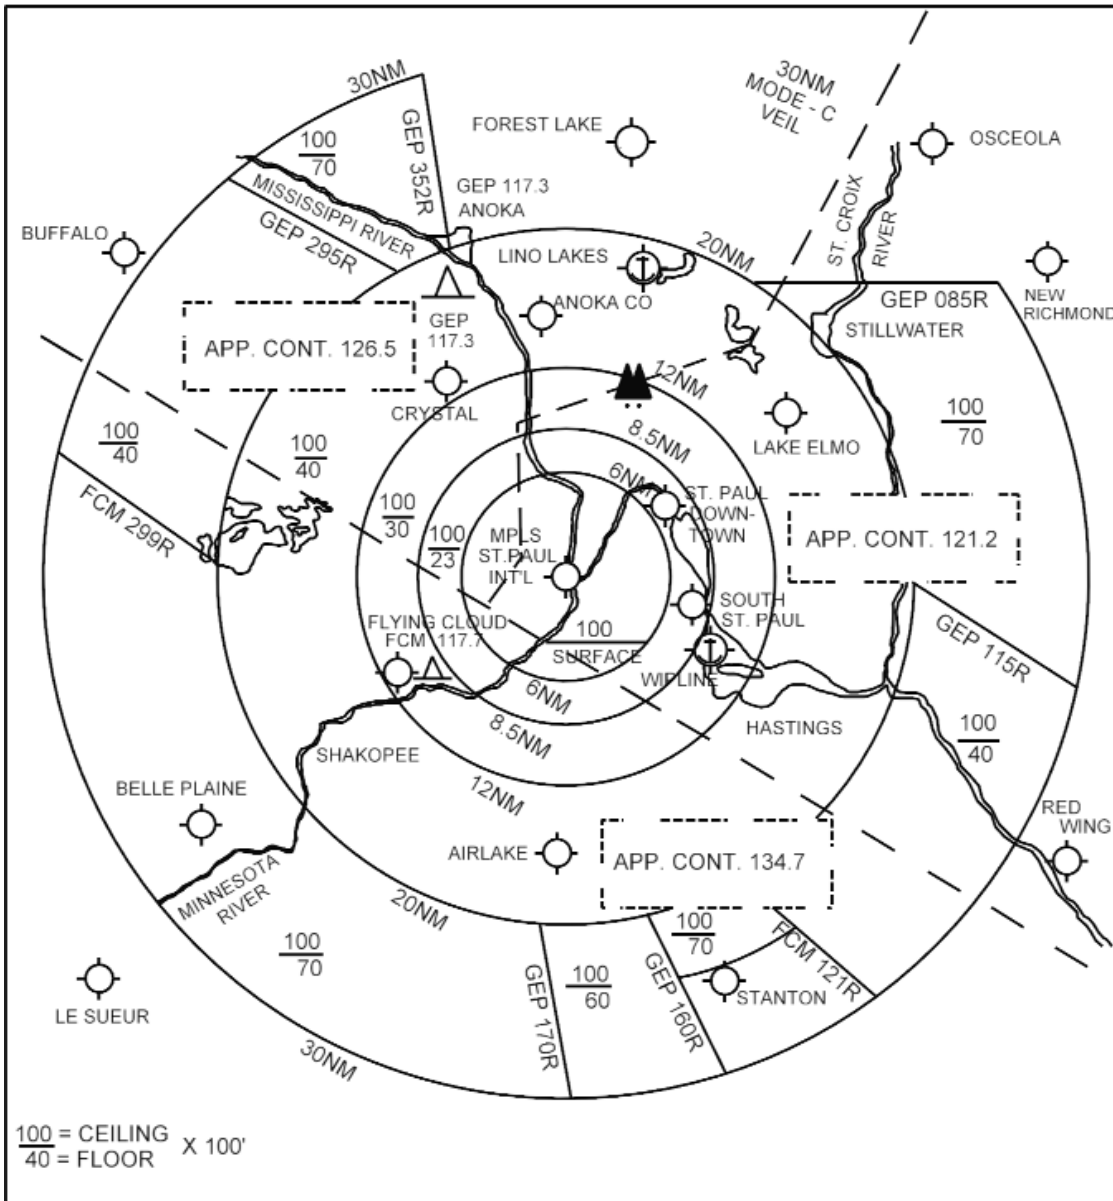 30NM
100
70
GEP 352R
MISSISSIPPI RIVER
GEP 295R
GEP 117.3
ANOKA
FOREST LAKE
30NM
MODE - C
VEIL
OSCEOLA
ST. CROIX
RIVER
BUFFALO
LINO LAKES
20NM
NEW
RICHMOND
GEP 085R
STILLWATER
ANOKA CO
GEP
117.3
APP. CONT. 126.5
CRYSTAL
12NM
8.5NM
6NM
LAKE ELMO
100
70
100
40
100
40
FCM 299R
100
30
100
23
MPLS
ST.PAUL
INT'L
ST. PAUL
DOWN-
TOWN
APP. CONT. 121.2
SOUTH
ST. PAUL
FLYING CLOUD
FCM 117.7
100
SURFACE
WIPLINE
GEP 115R
6NM
8.5NM
12NM
HASTINGS
100
40
SHAKOPEE
BELLE PLAINE
RED
WING
AIRLAKE
APP. CONT. 134.7
MINNESOTA
RIVER
20NM
100
70
100
70
FCM 121R
GEP 170R
100
60
GEP 160R
STANTON
LE SUEUR
30NM
100 = CEILING
40 = FLOOR
X 100'